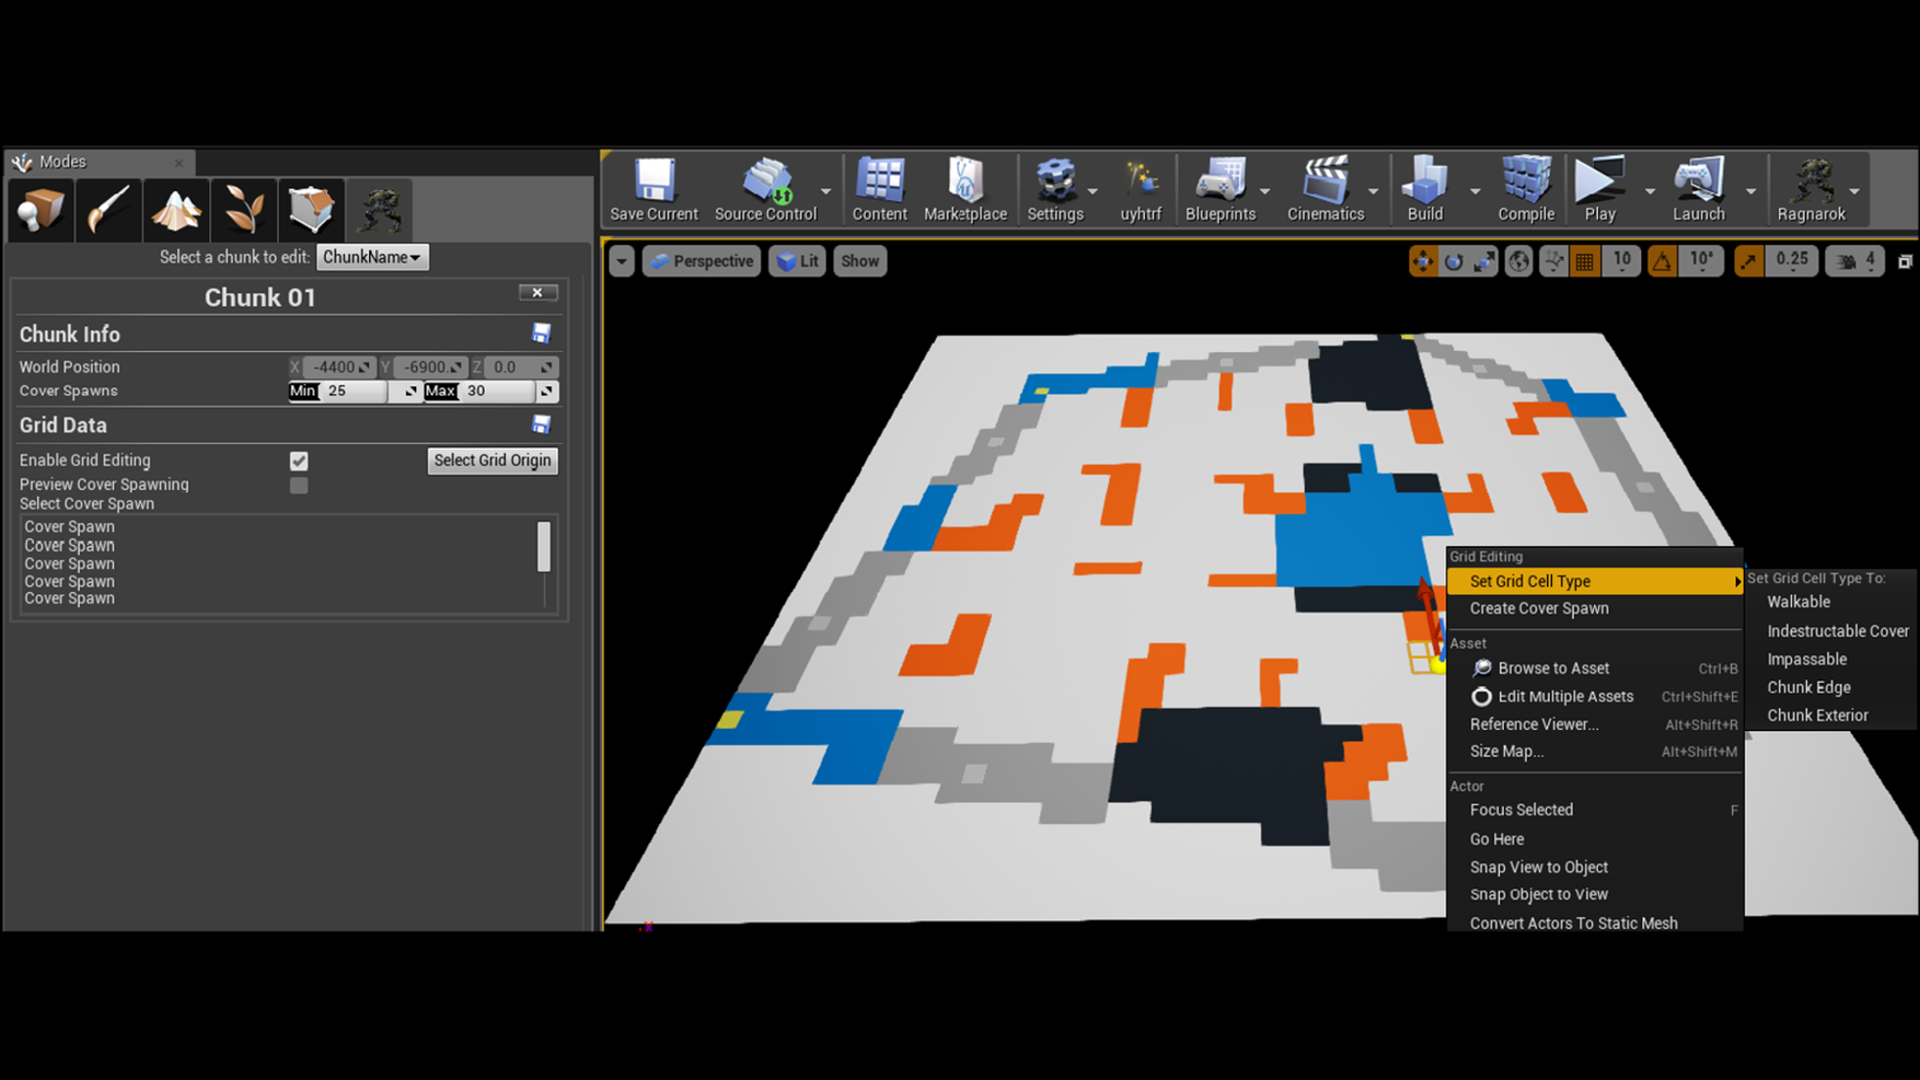 Modes
Save Current
Source Control
Content
Marketplace
Settings
uyhtrf
Blueprints
Cinematics
Build
Compile
Play
Launch
Ragnarok
Select a chunk to edit: ChunkName
Perspective
Lit
Show
10
10°
0.25
4
Chunk 01
Chunk Info
World Position X -4400 Y -6900. Z 0.0
Cover Spawns Min 25 Max 30
Grid Data
Enable Grid Editing
Select Grid Origin
Preview Cover Spawning
Select Cover Spawn
Cover Spawn
Cover Spawn
Cover Spawn
Cover Spawn
Cover Spawn
Grid Editing
Set Grid Cell Type
Create Cover Spawn
Asset
Browse to Asset Ctrl+B
Edit Multiple Assets Ctrl+Shift+E
Reference Viewer... Alt+Shift+R
Size Map... Alt+Shift+M
Actor
Focus Selected F
Go Here
Snap View to Object
Snap Object to View
Convert Actors To Static Mesh
Set Grid Cell Type To:
Walkable
Indestructable Cover
Impassable
Chunk Edge
Chunk Exterior
X